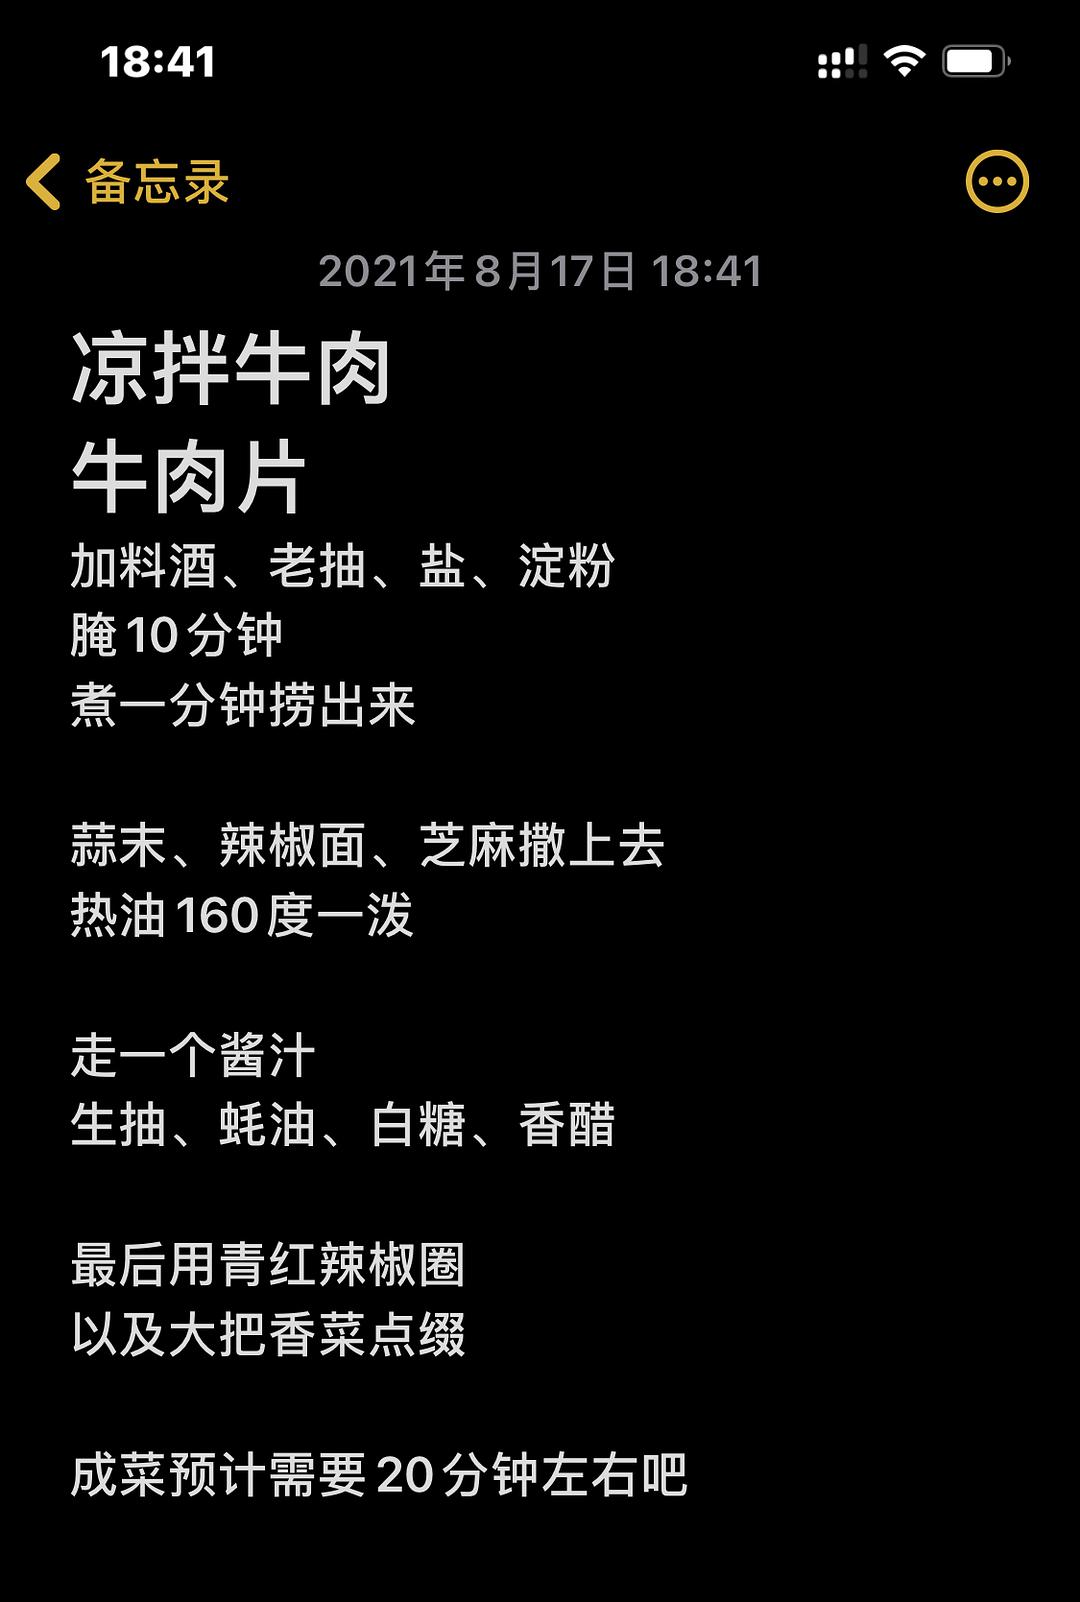 18:41
备忘录
2021年8月17日 18:41
凉拌牛肉
牛肉片
加料酒、老抽、盐、淀粉
腌10分钟
煮一分钟捞出来
蒜末、辣椒面、芝麻撒上去
热油160度一泼
走一个酱汁
生抽、蚝油、白糖、香醋
最后用青红辣椒圈
以及大把香菜点缀
成菜预计需要20分钟左右吧